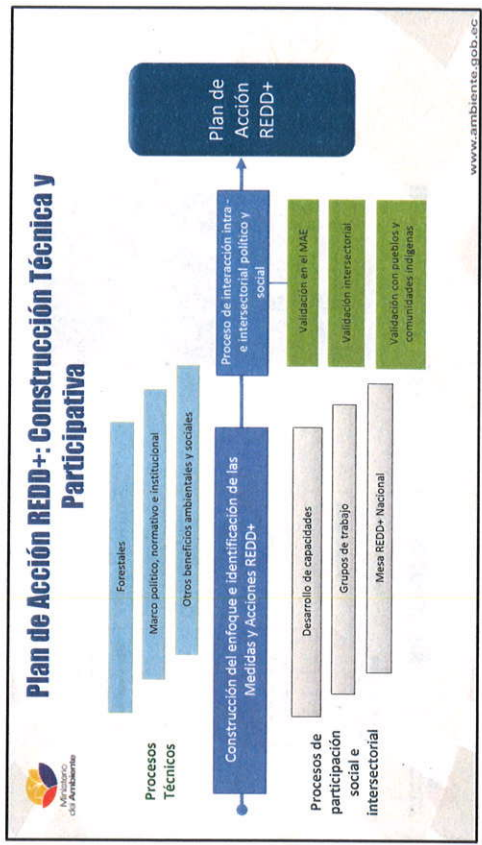 Plan de Acción REDD+: Construcción Técnica y
Participativa
Ministerio
del Ambiente
Procesos
Técnicos
Forestales
Marco político, normativo e institucional
Otros beneficios ambientales y sociales
Construcción del enfoque e identificación de las
Medidas y Acciones REDD+
Proceso de interacción intra -
e intersectorial político y
social
Plan de
Acción
REDD+
Procesos de
participación
social e
intersectorial
Desarrollo de capacidades
Grupos de trabajo
Mesa REDD+ Nacional
Validación en el MAE
Validación intersectorial
Validación con pueblos y
comunidades indígenas
www.ambiente.gob.ec